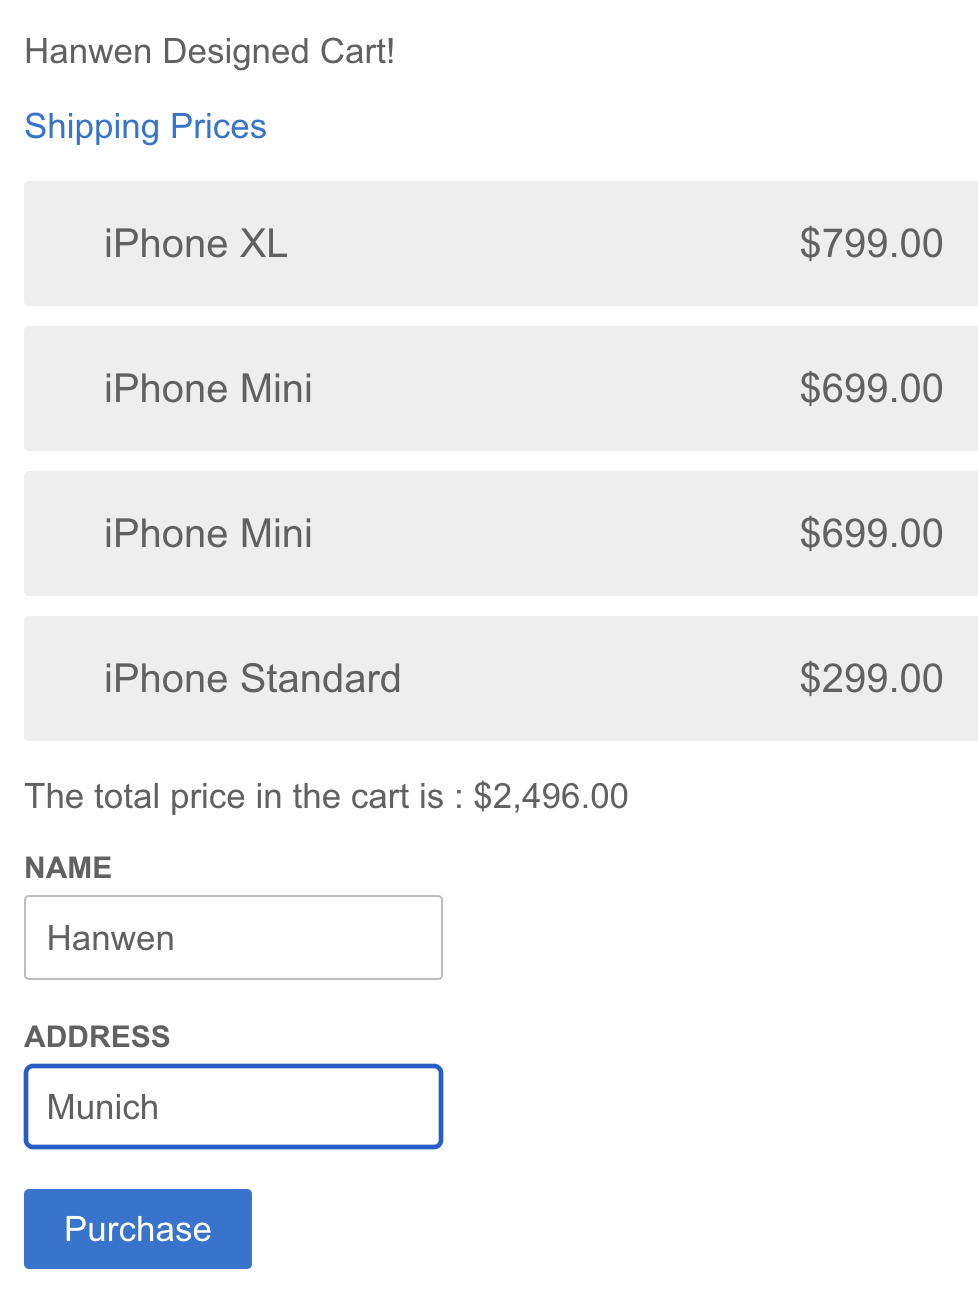 Hanwen Designed Cart!
Shipping Prices
iPhone XL $799.00
iPhone Mini $699.00
iPhone Mini $699.00
iPhone Standard $299.00
The total price in the cart is : $2,496.00
NAME
Hanwen
ADDRESS
Munich
Purchase